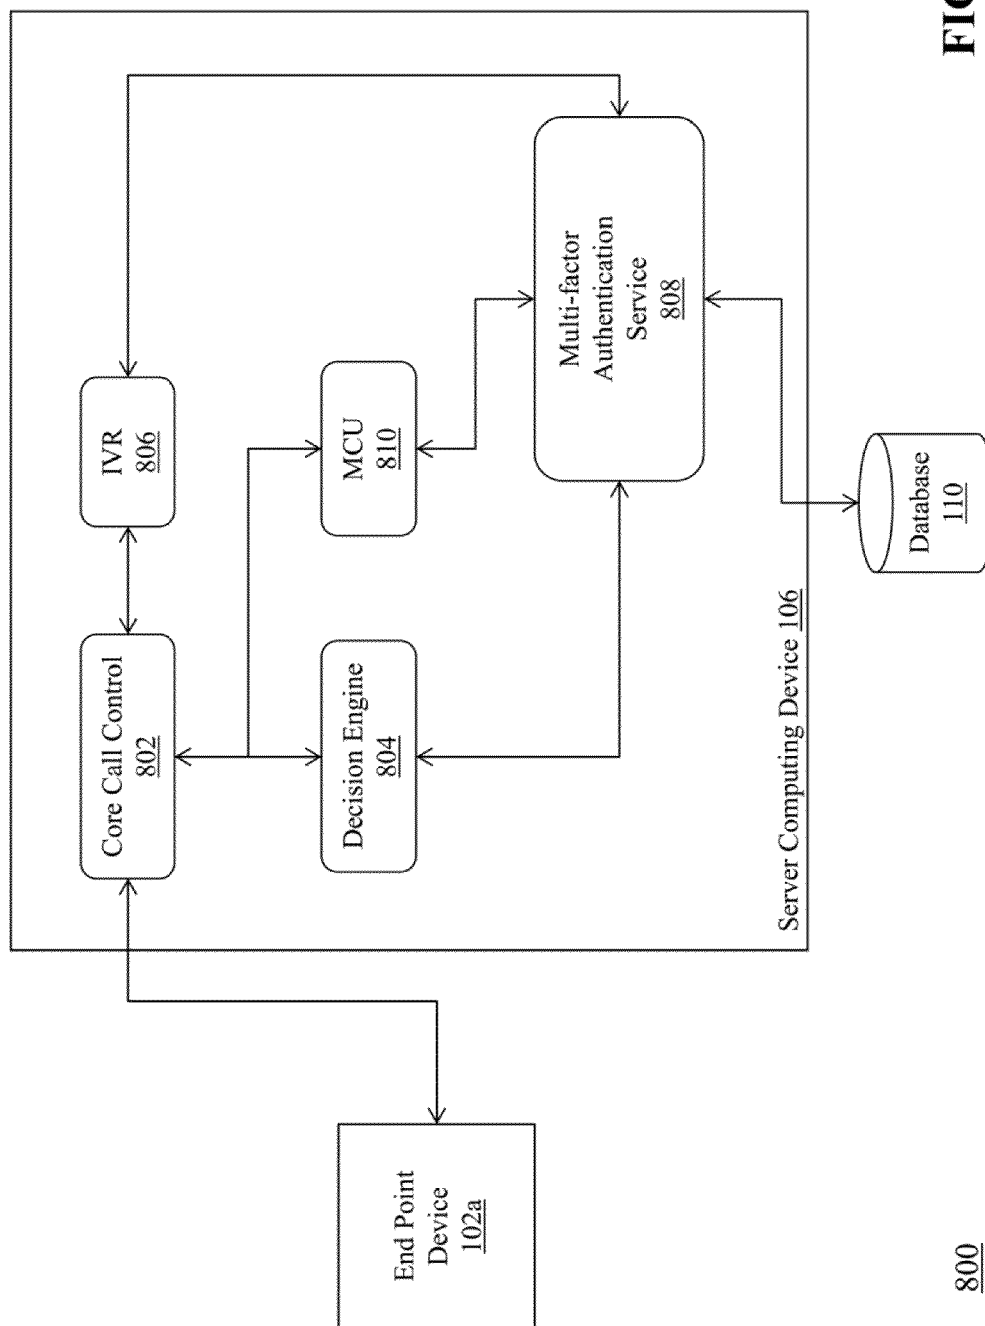 800
End Point
Device
102a
Core Call Control
802
IVR
806
Decision Engine
804
MCU
810
Multi-factor
Authentication
Service
808
Server Computing Device 106
Database
110